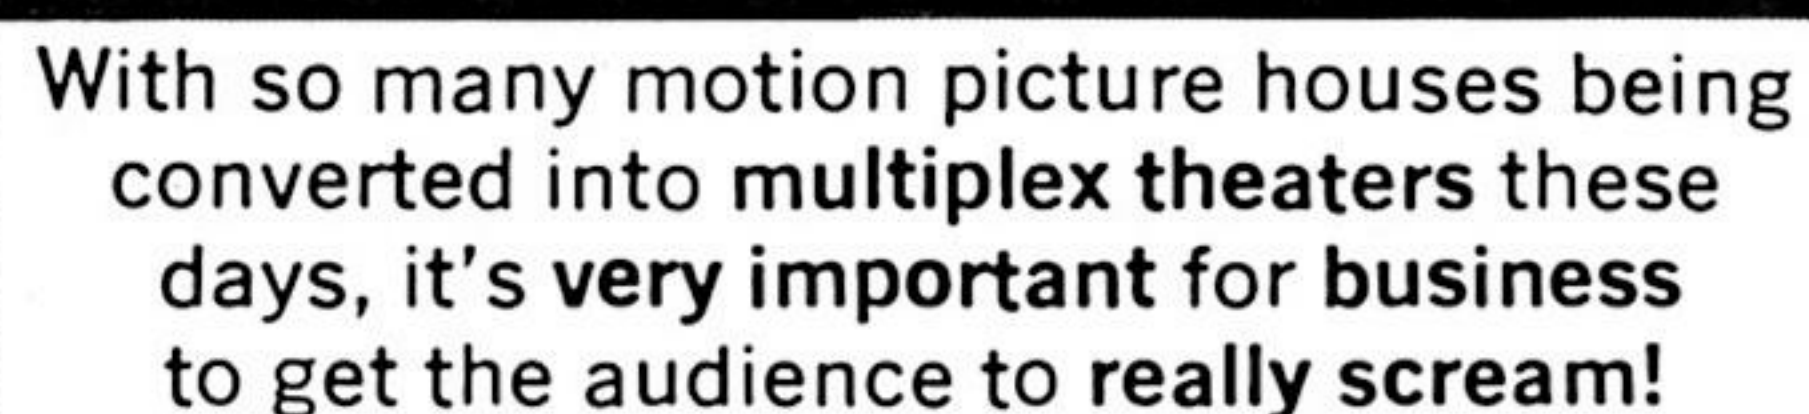 With so many motion picture houses being
converted into multiplex theaters these
days, it's very important for business
to get the audience to really scream!